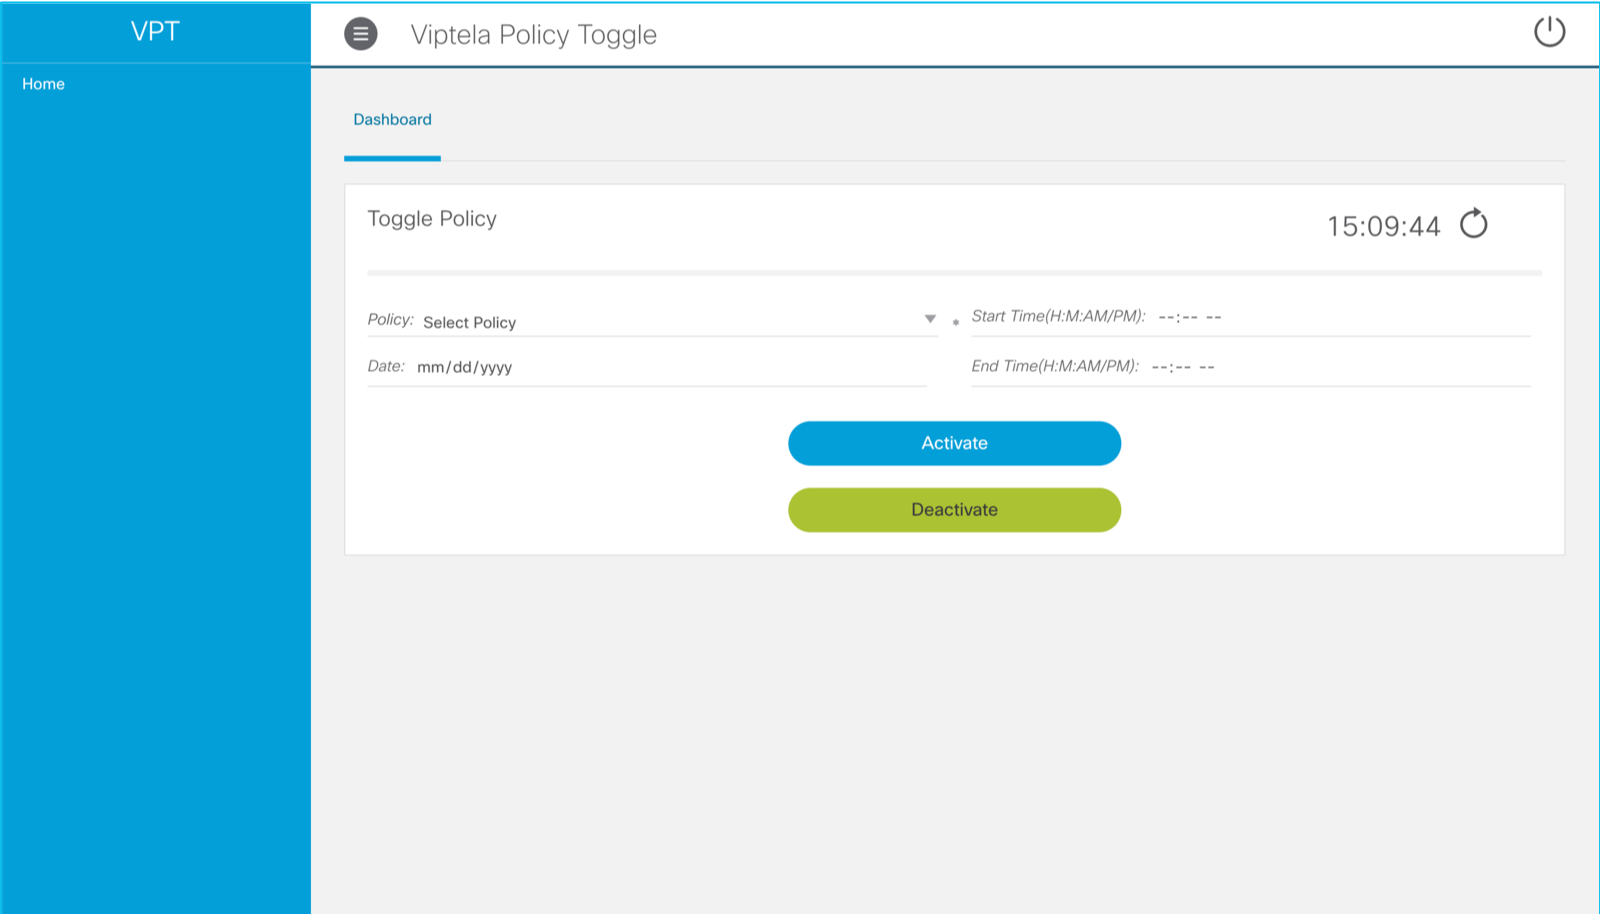 VPT
Viptela Policy Toggle
Home
Dashboard
Toggle Policy
15:09:44
Policy: Select Policy
* Start Time(H:M:AM/PM): --:-- --
Date: mm/dd/yyyy
End Time(H:M:AM/PM): --:-- --
Activate
Deactivate